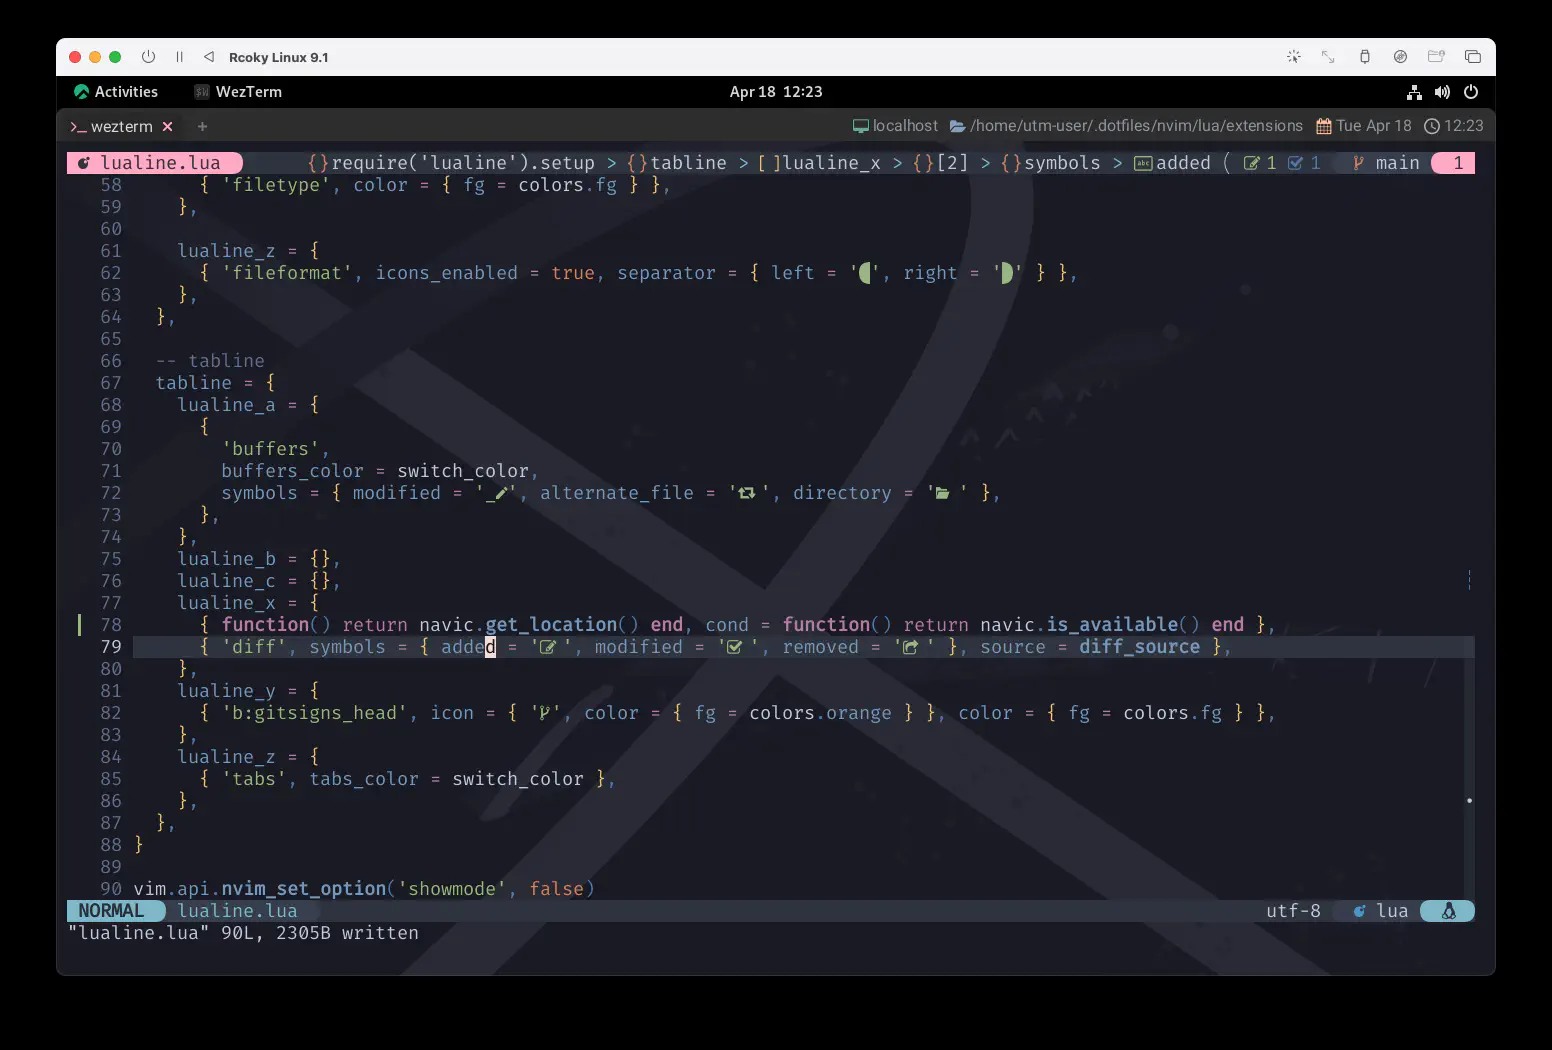 Rcoky Linux 9.1
Activities WezTerm Apr 18 12:23
>_ wezterm × + localhost /home/utm-user/.dotfiles/nvim/lua/extensions Tue Apr 18 12:23
lualine.lua {}require('lualine').setup > {}tabline > []lualine_x > {}[2] > {}symbols > abc added ( 1 1 main 1
58 { 'filetype', color = { fg = colors.fg } },
59 },
60
61 lualine_z = {
62 { 'fileformat', icons_enabled = true, separator = { left = '', right = '' } },
63 },
64 },
65
66 -- tabline
67 tabline = {
68 lualine_a = {
69 {
70 'buffers',
71 buffers_color = switch_color,
72 symbols = { modified = '_', alternate_file = ' ', directory = ' ' },
73 },
74 },
75 lualine_b = {},
76 lualine_c = {},
77 lualine_x = {
78 { function() return navic.get_location() end, cond = function() return navic.is_available() end },
79 { 'diff', symbols = { added = ' ', modified = ' ', removed = ' ' }, source = diff_source },
80 },
81 lualine_y = {
82 { 'b:gitsigns_head', icon = { '', color = { fg = colors.orange } }, color = { fg = colors.fg } },
83 },
84 lualine_z = {
85 { 'tabs', tabs_color = switch_color },
86 },
87 },
88 }
89
90 vim.api.nvim_set_option('showmode', false)
NORMAL lualine.lua utf-8 lua
"lualine.lua" 90L, 2305B written